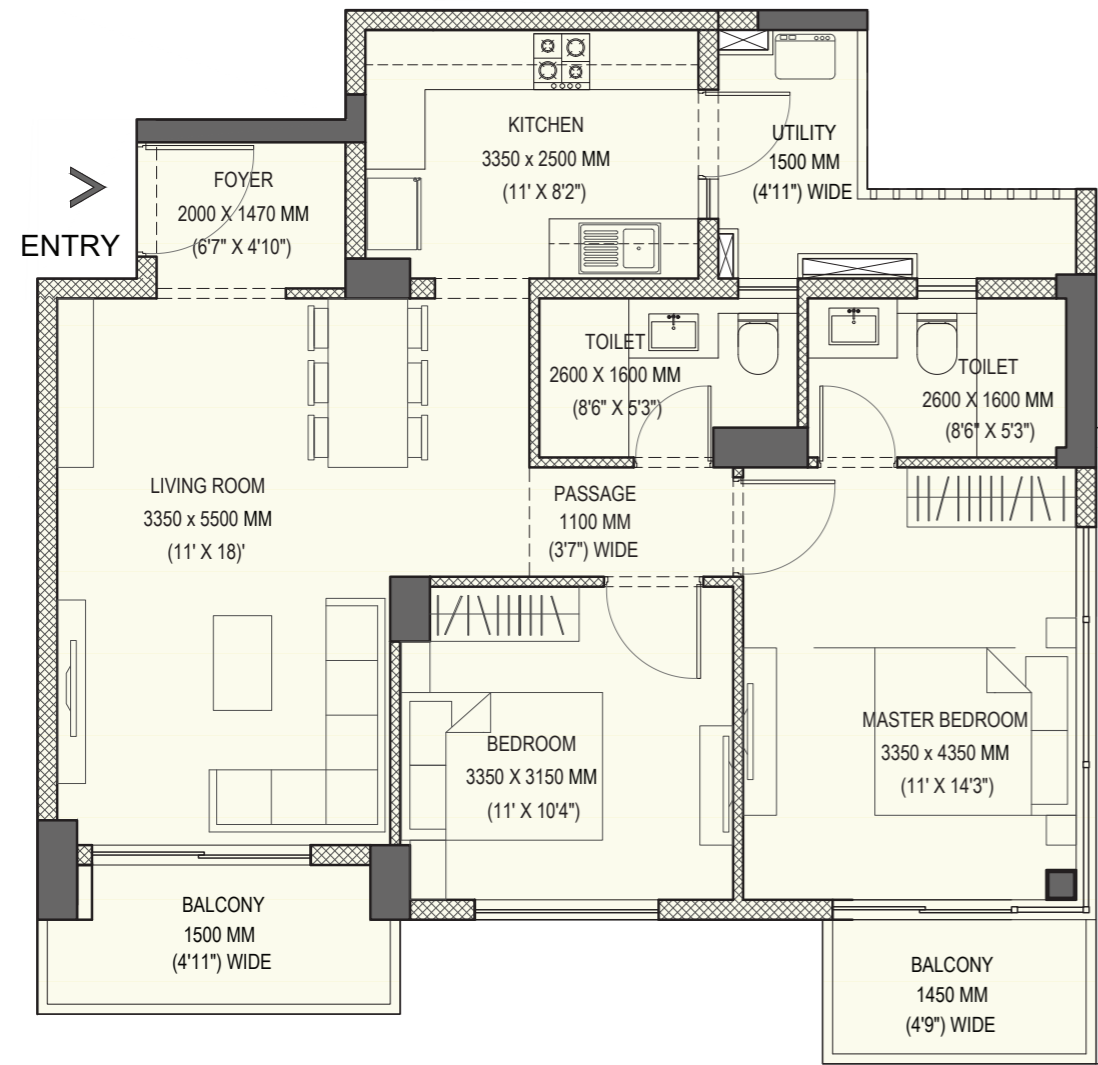 KITCHEN
3350 x 2500 MM
(11' X 8'2")
UTILITY
1500 MM
(4'11") WIDE
FOYER
2000 X 1470 MM
(6'7" X 4'10")
ENTRY
TOILET
2600 X 1600 MM
(8'6" X 5'3")
TOILET
2600 X 1600 MM
(8'6" X 5'3")
LIVING ROOM
3350 x 5500 MM
(11' X 18)'
PASSAGE
1100 MM
(3'7") WIDE
BEDROOM
3350 X 3150 MM
(11' X 10'4")
MASTER BEDROOM
3350 x 4350 MM
(11' X 14'3")
BALCONY
1500 MM
(4'11") WIDE
BALCONY
1450 MM
(4'9") WIDE